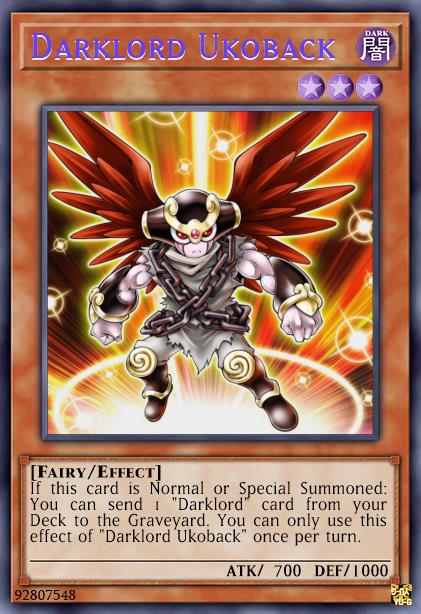 Darklord Ukoback
DARK
闇
[Fairy/Effect]
If this card is Normal or Special Summoned:
You can send 1 "Darklord" card from your
Deck to the Graveyard. You can only use this
effect of "Darklord Ukoback" once per turn.
ATK/ 700 DEF/1000
92807548